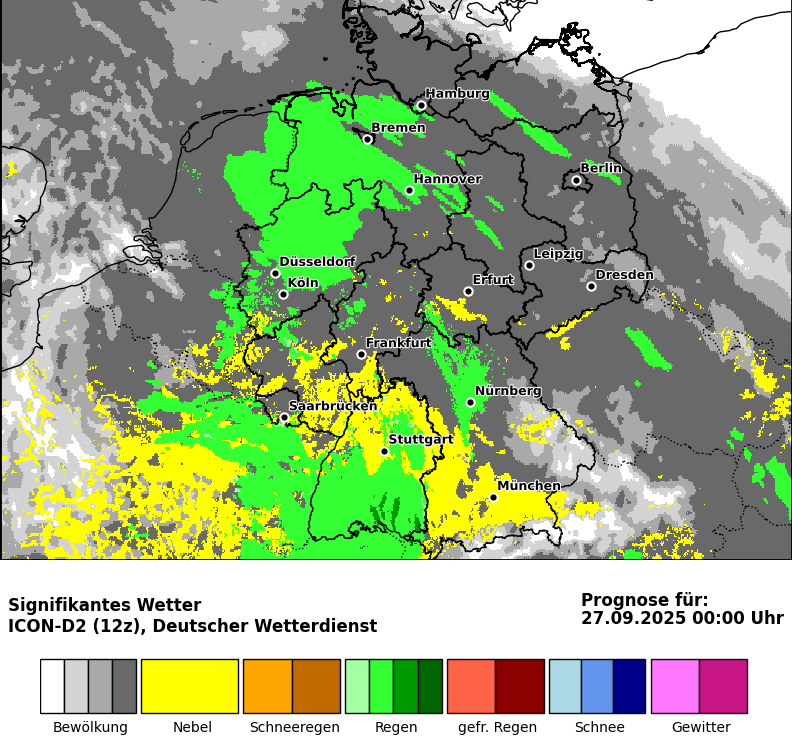 Hamburg
Bremen
Berlin
Hannover
Leipzig
Düsseldorf
Dresden
Köln
Erfurt
Frankfurt
Nürnberg
Saarbrücken
Stuttgart
München
Signifikantes Wetter
ICON-D2 (12z), Deutscher Wetterdienst
Prognose für:
27.09.2025 00:00 Uhr
Bewölkung Nebel Schneeregen Regen gefr. Regen Schnee Gewitter